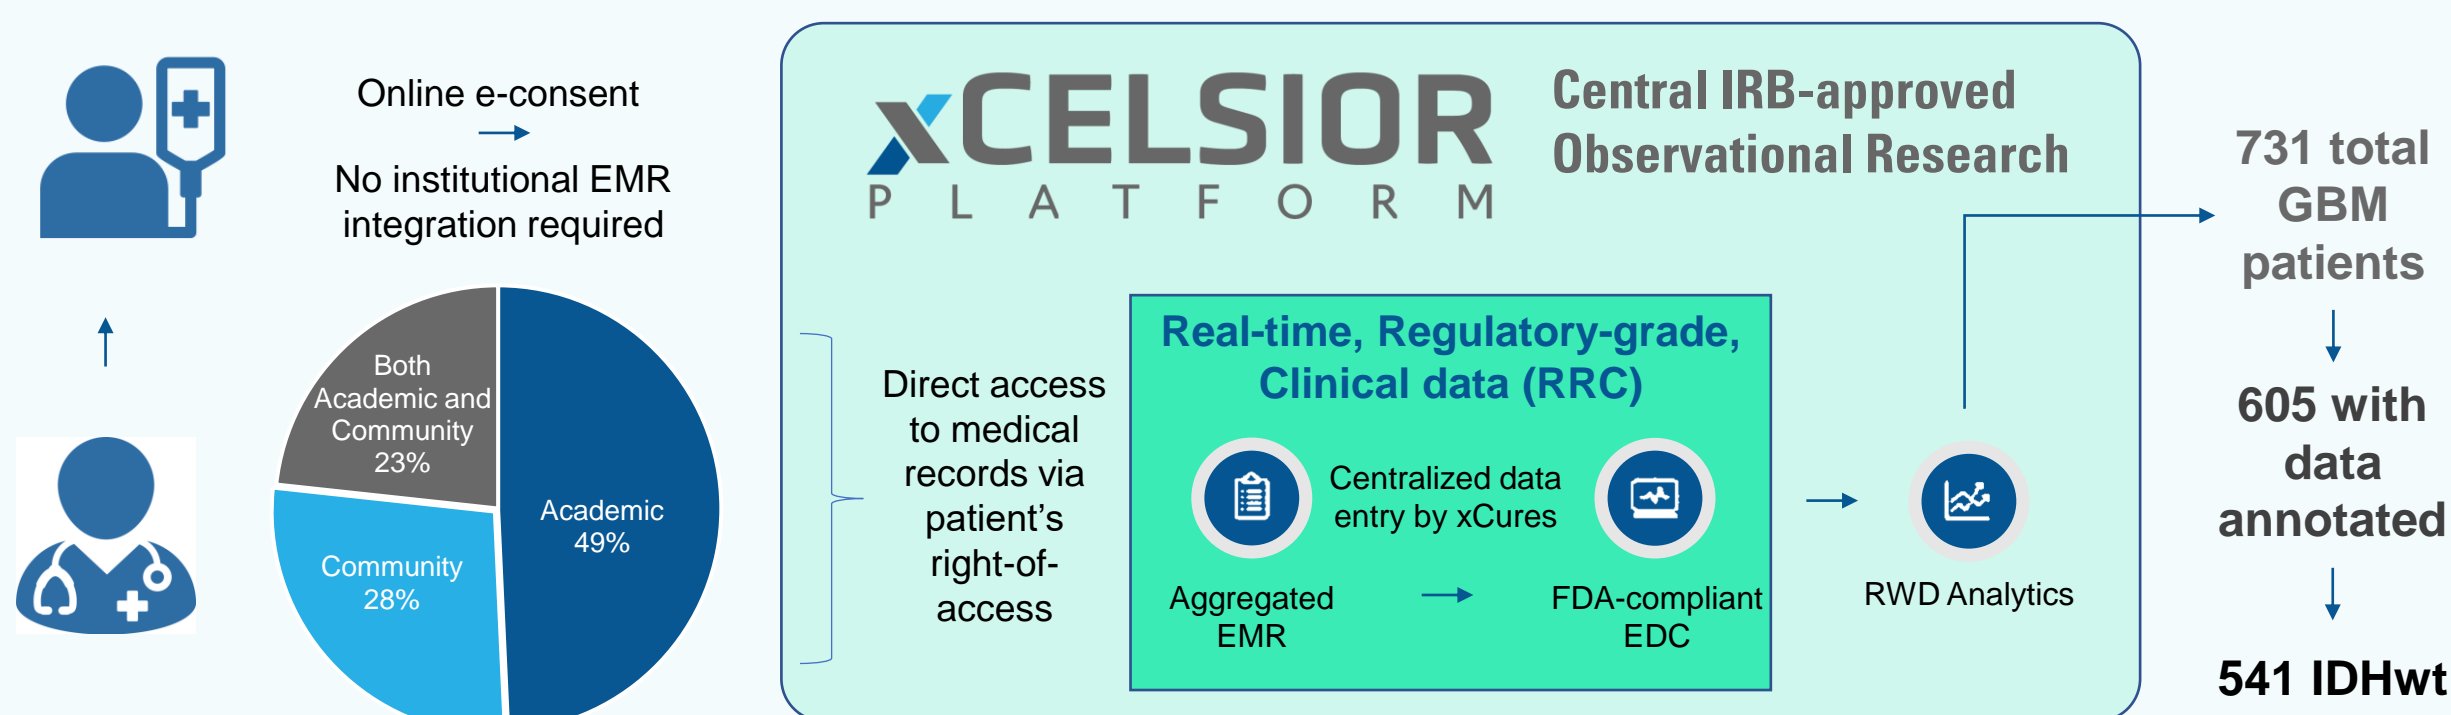 Online e-consent
No institutional EMR
integration required
Both
Academic and
Community
23%
Academic
49%
Community
28%
xCELSIOR
PLATFORM
Central IRB-approved
Observational Research
Direct access
to medical
records via
patient’s
right-of-
access
Real-time, Regulatory-grade,
Clinical data (RRC)
Centralized data
entry by xCures
Aggregated
EMR
FDA-compliant
EDC
RWD Analytics
731 total
GBM
patients
605 with
data
annotated
541 IDHwt